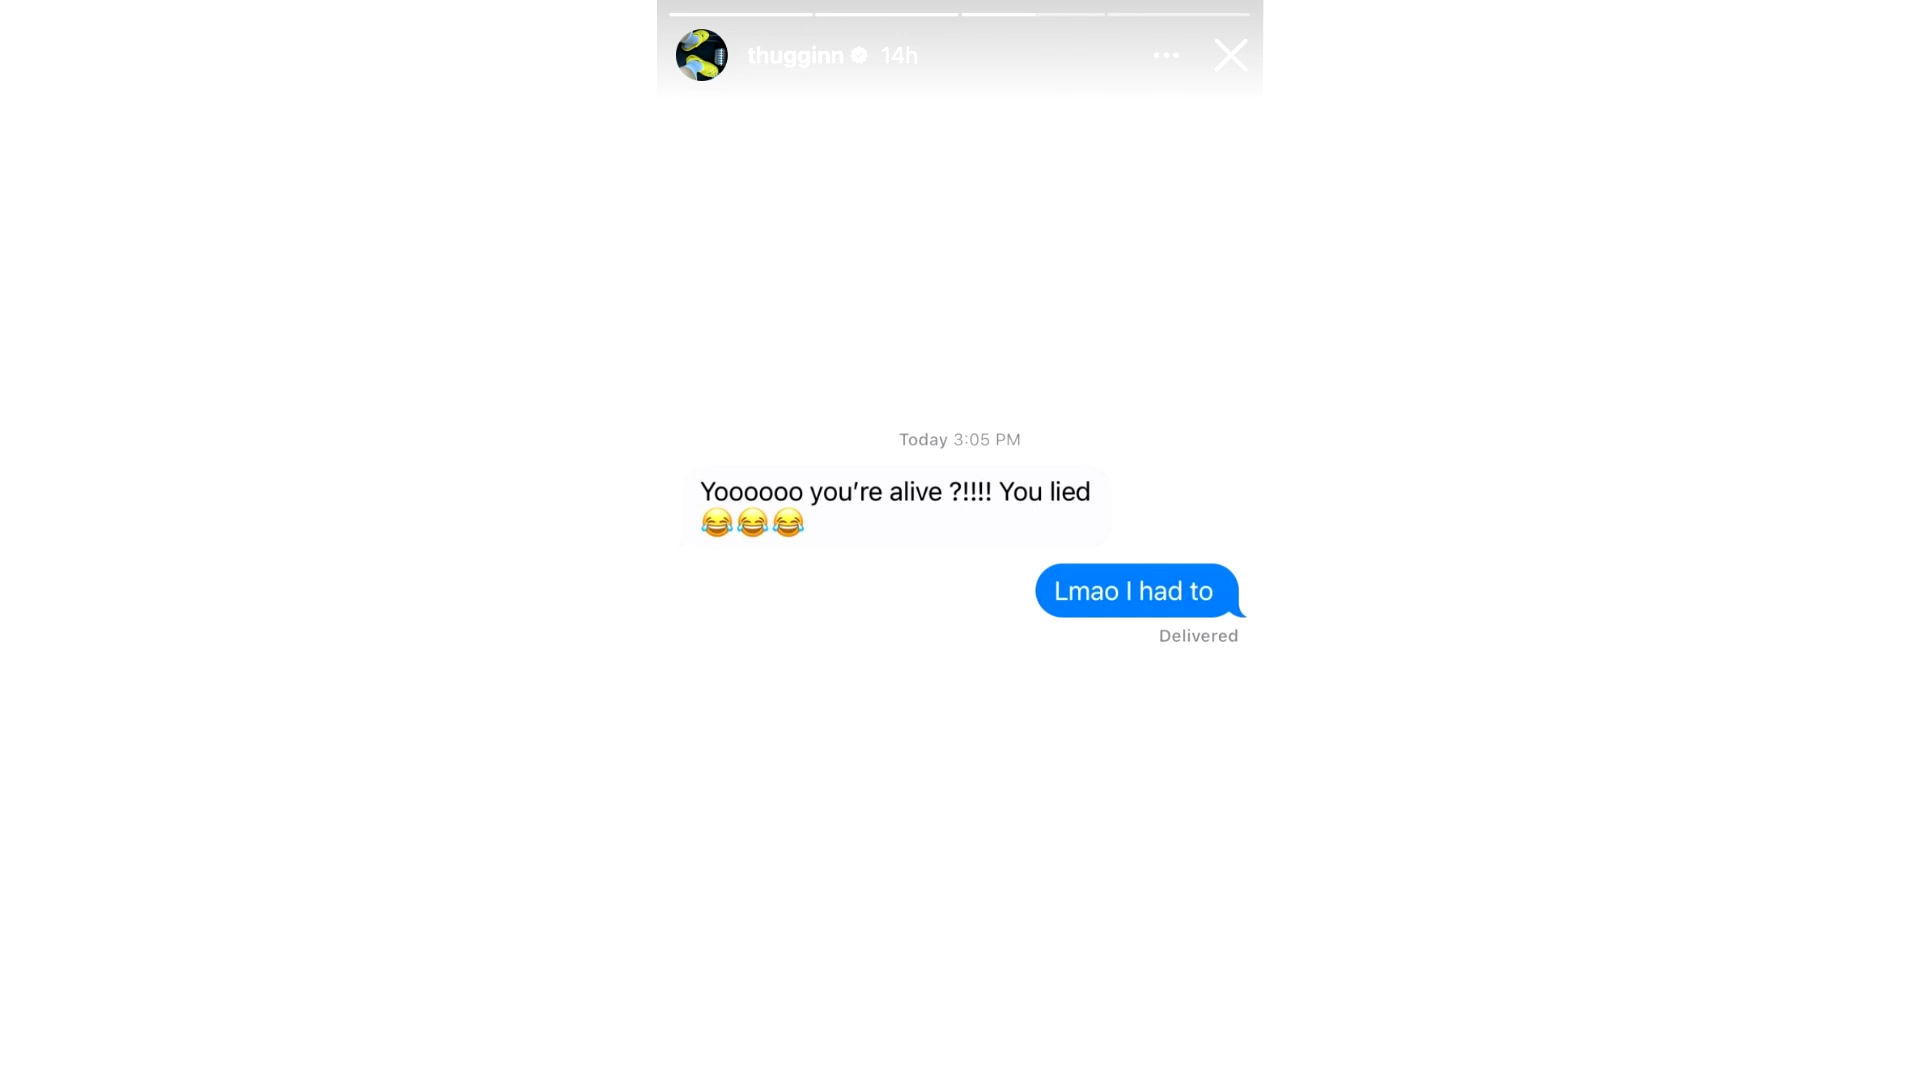 thugginn 14h
Today 3:05 PM
Yoooooo you’re alive ?!!!! You lied
😂😂😂
Lmao I had to
Delivered